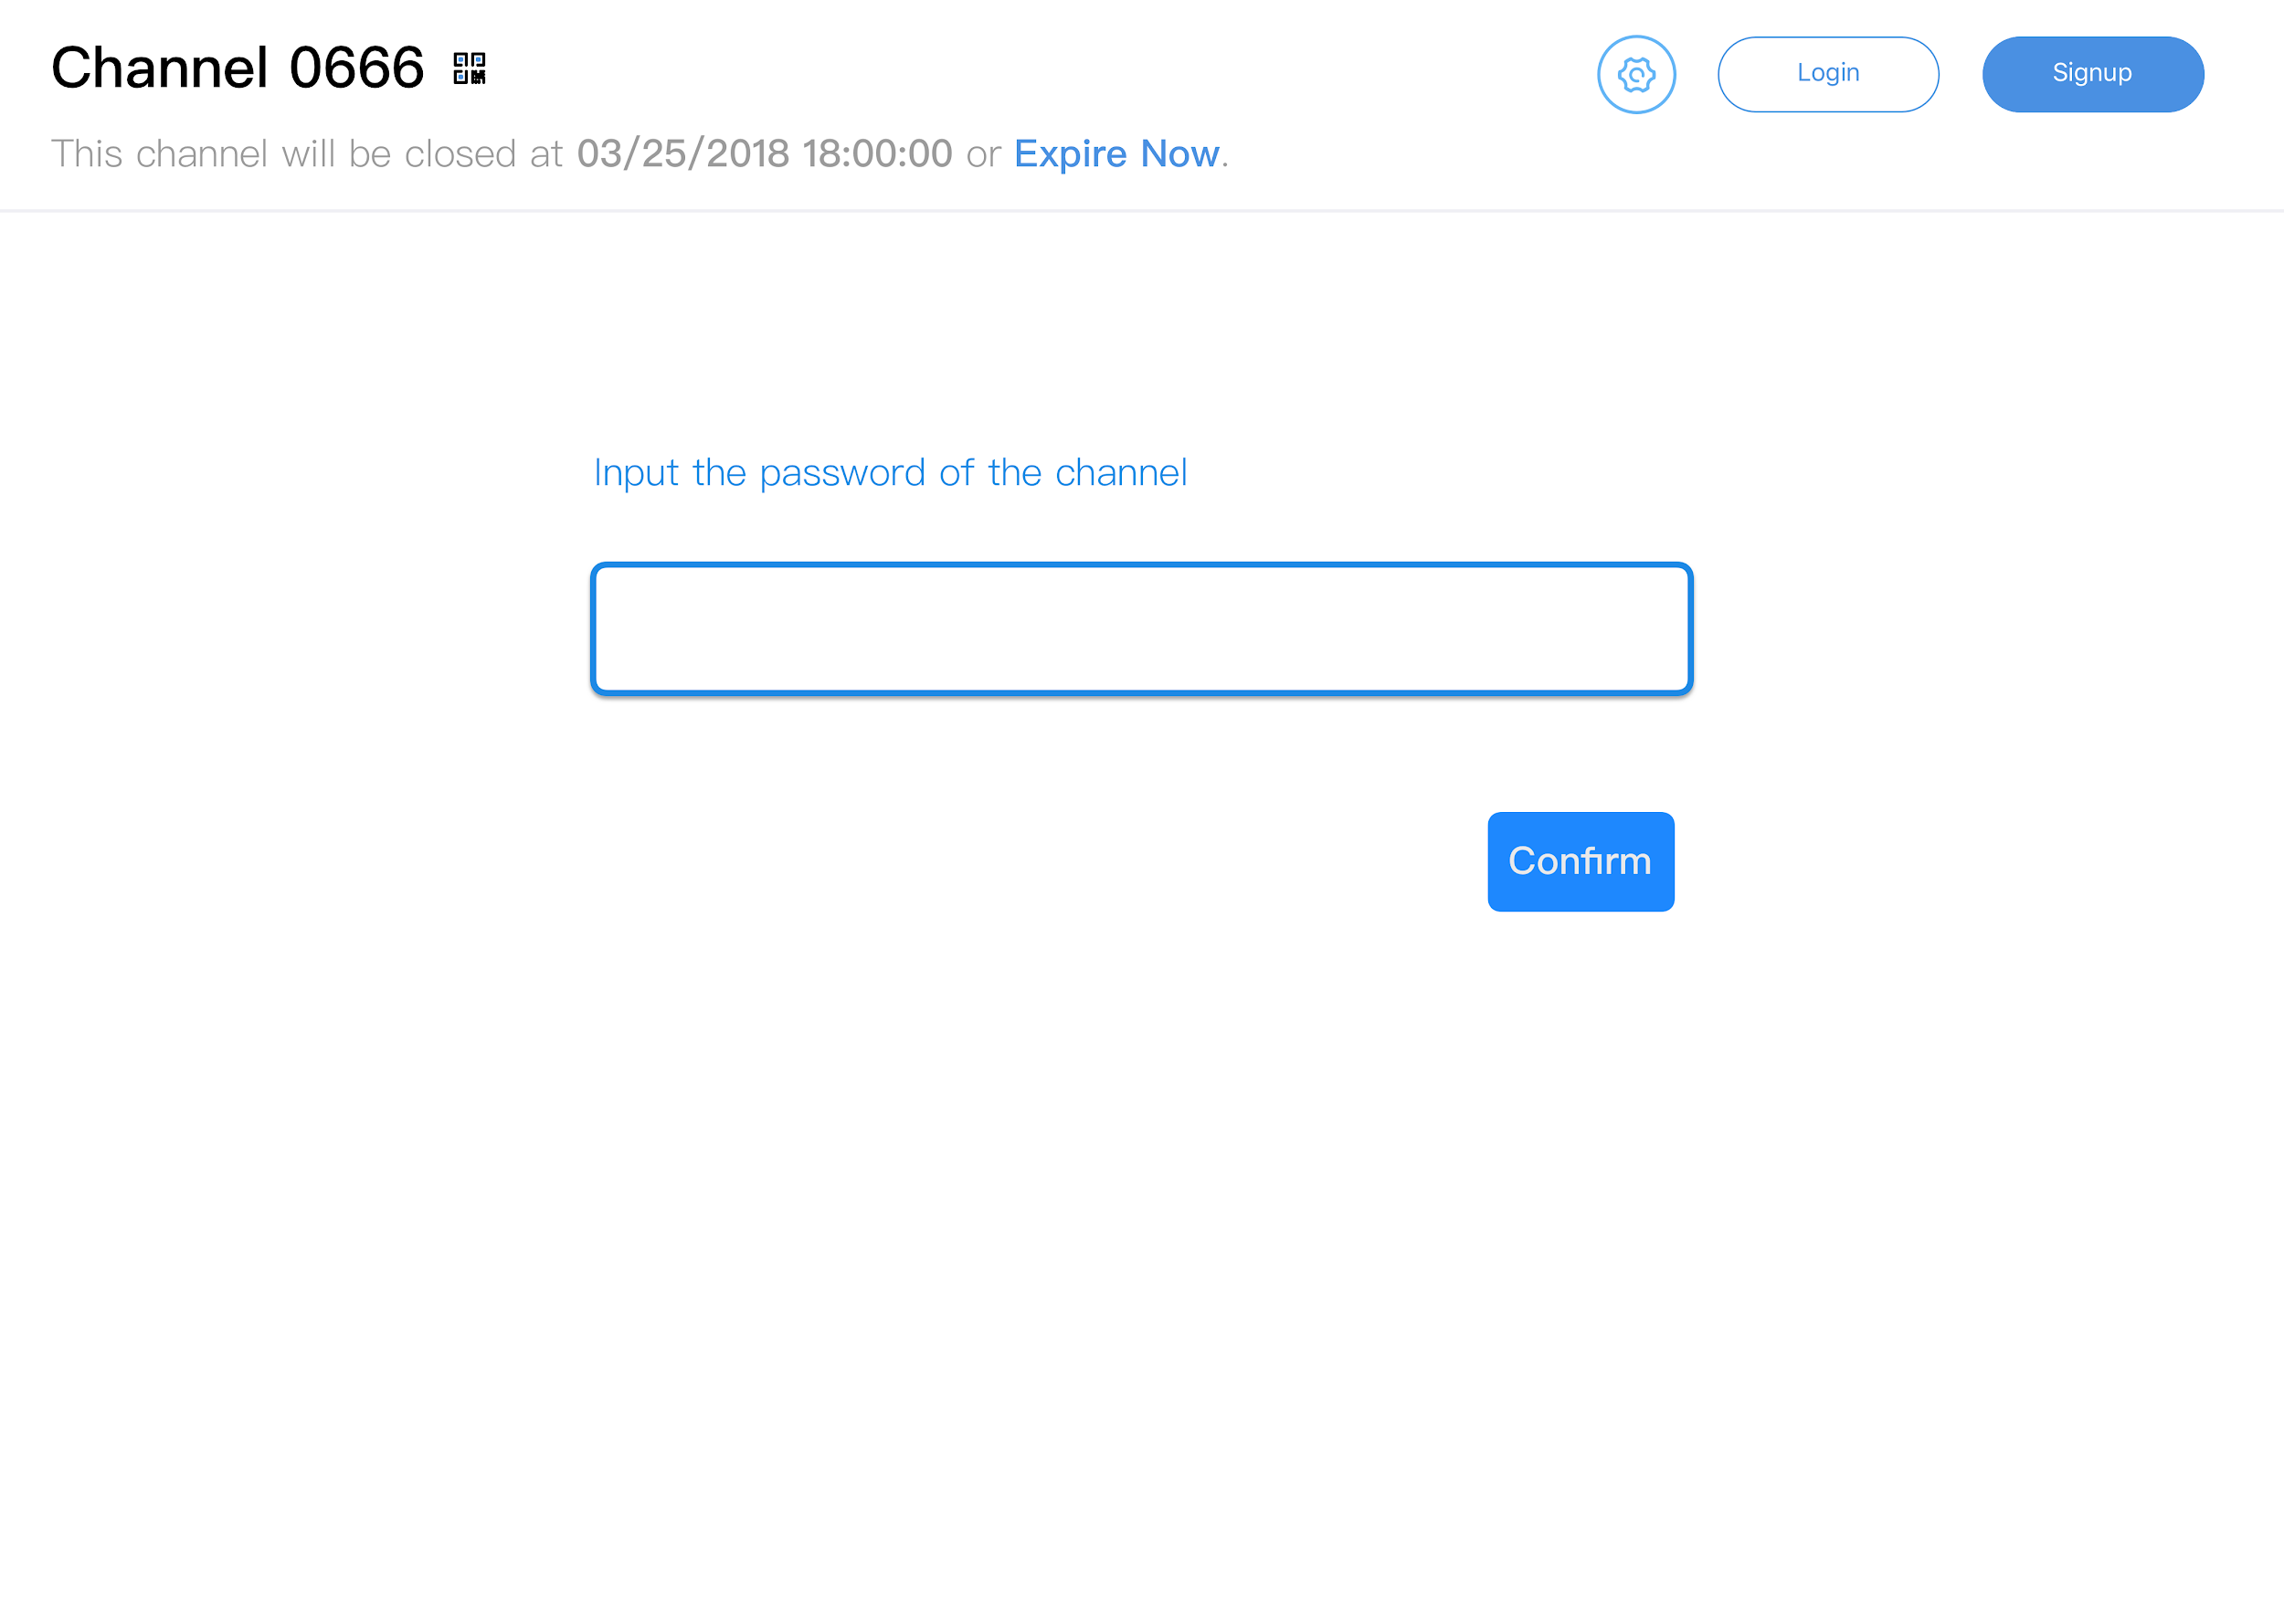 Channel 0666
Login
Signup
This channel will be closed at 03/25/2018 18:00:00 or Expire Now.
Input the password of the channel
Confirm